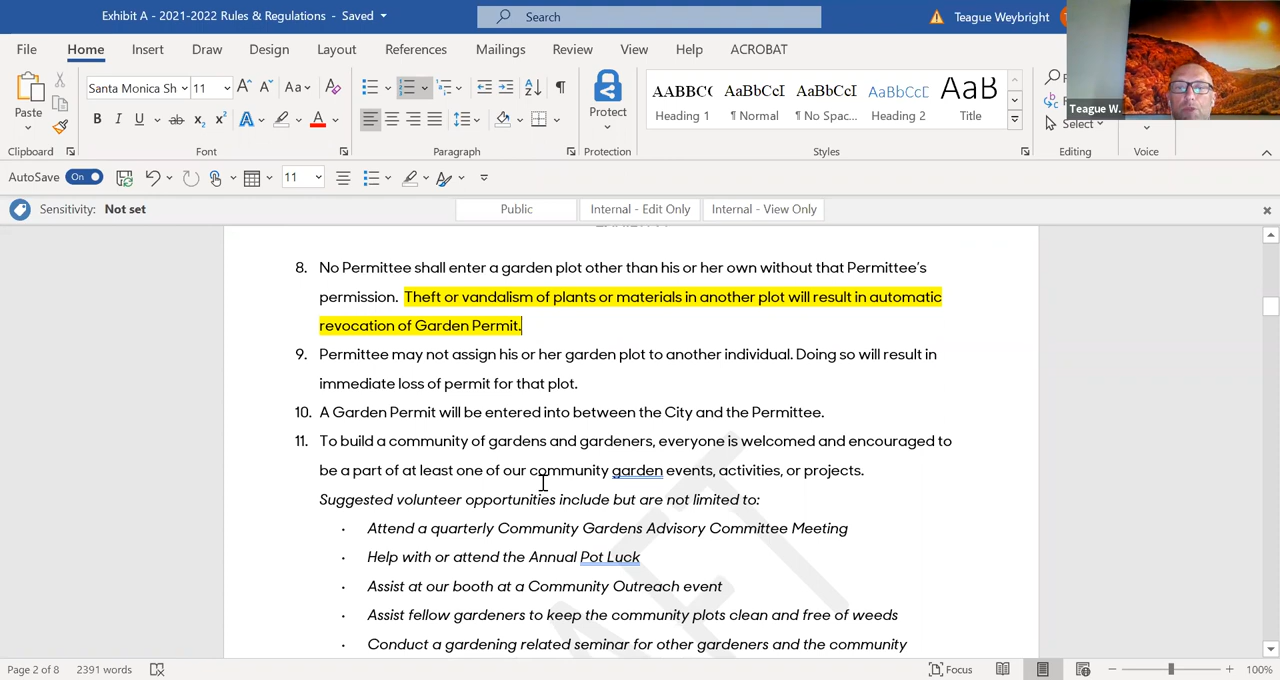 Exhibit A - 2021-2022 Rules & Regulations - Saved
Search
Teague Weybright
File Home Insert Draw Design Layout References Mailings Review View Help ACROBAT
Teague W.
Paste
Santa Monica Sh 11
Protect
AABBC( AaBbCcI AaBbCcI AaBbCcD AaB
Heading 1 ¶ Normal ¶ No Spac... Heading 2 Title
Select
Clipboard Font Paragraph Protection Styles Editing Voice
AutoSave On 11
Sensitivity: Not set Public Internal - Edit Only Internal - View Only
8. No Permittee shall enter a garden plot other than his or her own without that Permittee's
permission. Theft or vandalism of plants or materials in another plot will result in automatic
revocation of Garden Permit.
9. Permittee may not assign his or her garden plot to another individual. Doing so will result in
immediate loss of permit for that plot.
10. A Garden Permit will be entered into between the City and the Permittee.
11. To build a community of gardens and gardeners, everyone is welcomed and encouraged to
be a part of at least one of our community garden events, activities, or projects.
Suggested volunteer opportunities include but are not limited to:
· Attend a quarterly Community Gardens Advisory Committee Meeting
· Help with or attend the Annual Pot Luck
· Assist at our booth at a Community Outreach event
· Assist fellow gardeners to keep the community plots clean and free of weeds
· Conduct a gardening related seminar for other gardeners and the community
Page 2 of 8 2391 words Focus 100%